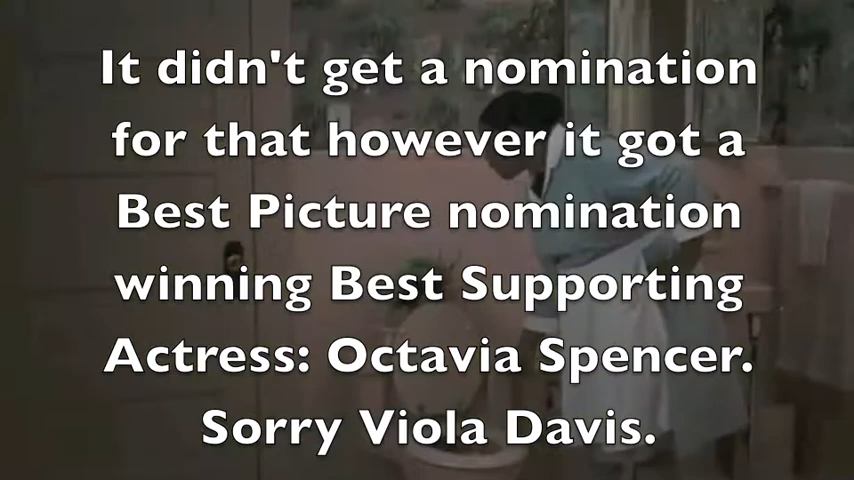 It didn't get a nomination
for that however it got a
Best Picture nomination
winning Best Supporting
Actress: Octavia Spencer.
Sorry Viola Davis.